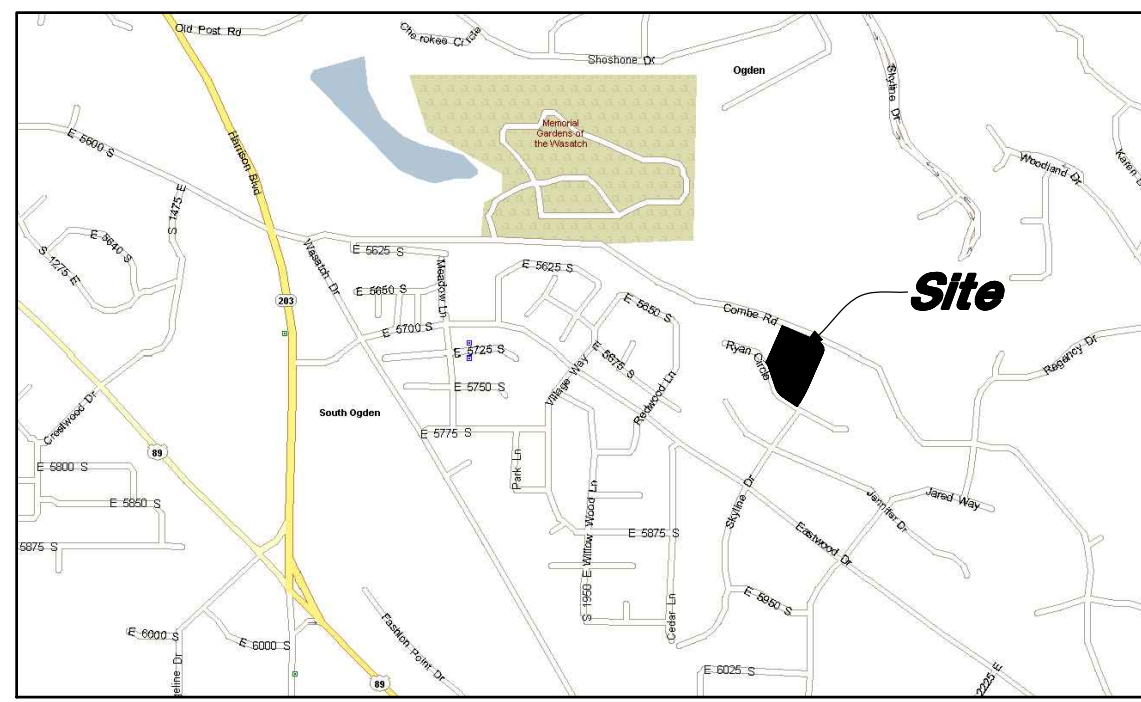 Old Post Rd
Cherokee Circle
Shoshone Dr
Ogden
Skyline Dr
Memorial
Gardens of
the Wasatch
Harrison Blvd
E 5600 S
Woodland Dr
S 1475 E
E 5640 S
S 1275 E
Wasatch Dr
E 5625 S
Meadow Ln
E 5625 S
E 5650 S
203
E 5700 S
E 5650 S
Combe Rd
Site
E 5725 S
E 5675 S
Ryan Circle
Regency Dr
E 5750 S
Village Way
Redwood Ln
Crestwood Dr
South Ogden
E 5775 S
89
E 5800 S
Park Ln
E 5850 S
Skyline Dr
Jared Way
Jennifer Dr
5875 S
S 1950 E Willow Wood Ln
E 5875 S
Eastwood Dr
E 5950 S
Cedar Ln
E 6000 S
E 6000 S
Fashion Point Dr
E 6025 S
2225 E
89